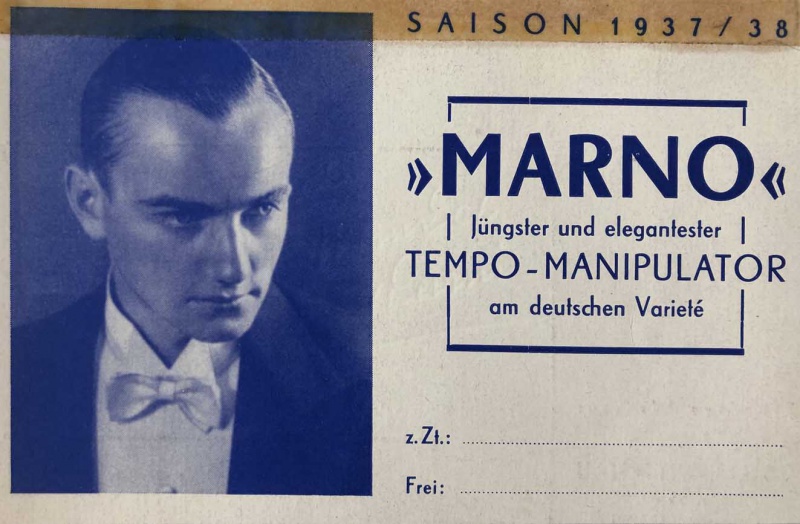 SAISON 1937/38
»MARNO«
Jüngster und elegantester
TEMPO-MANIPULATOR
am deutschen Varieté
z. Zt.:
Frei: